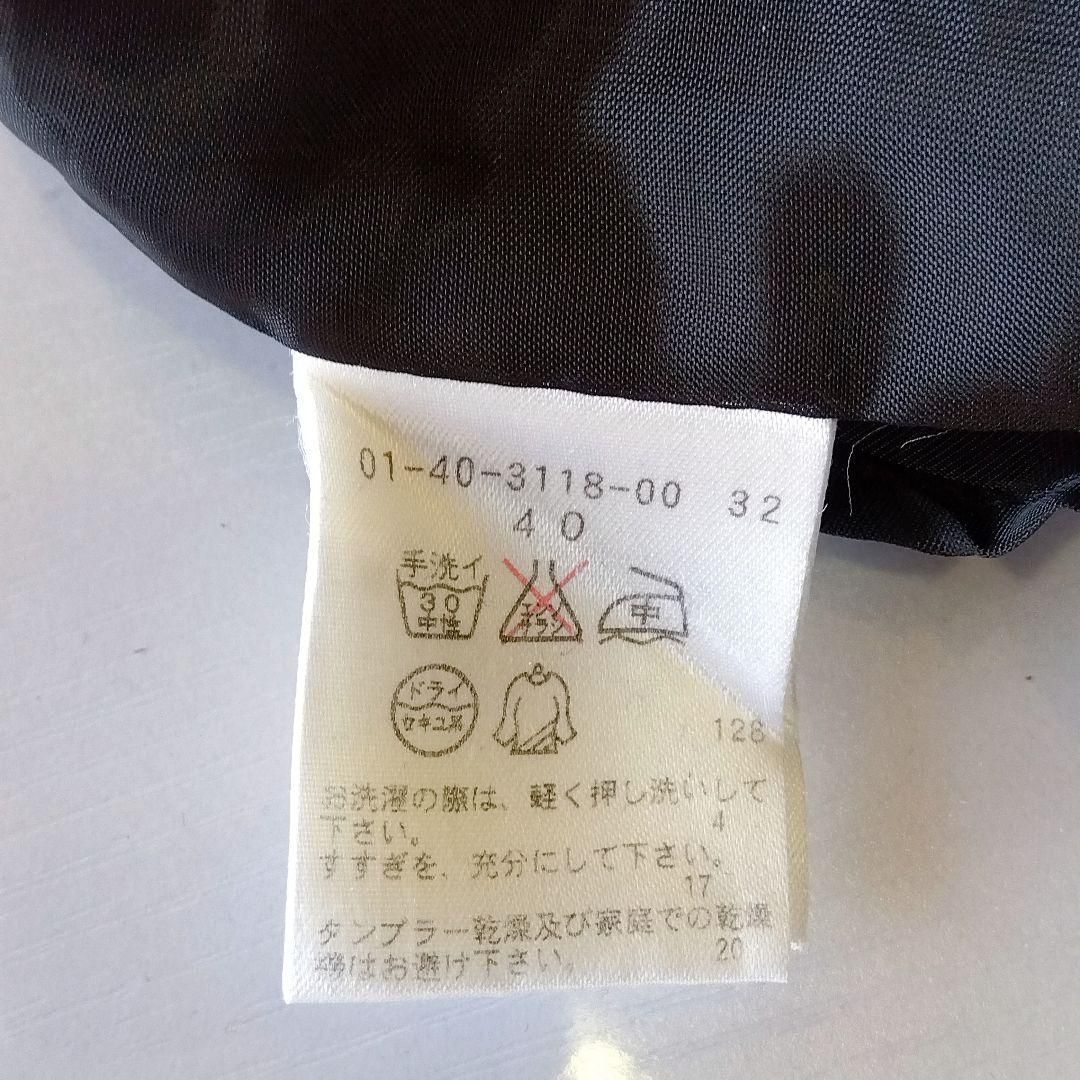 01-40-3118-00 32
40
手洗イ
30
中性
エンソ
サラシ
中
ドライ
セキユ系
128
お洗濯の際は、軽く押し洗いして
4
下さい。
すすぎを、充分にして下さい。
17
タンブラー乾燥及び家庭での乾燥
20
機はお避け下さい。